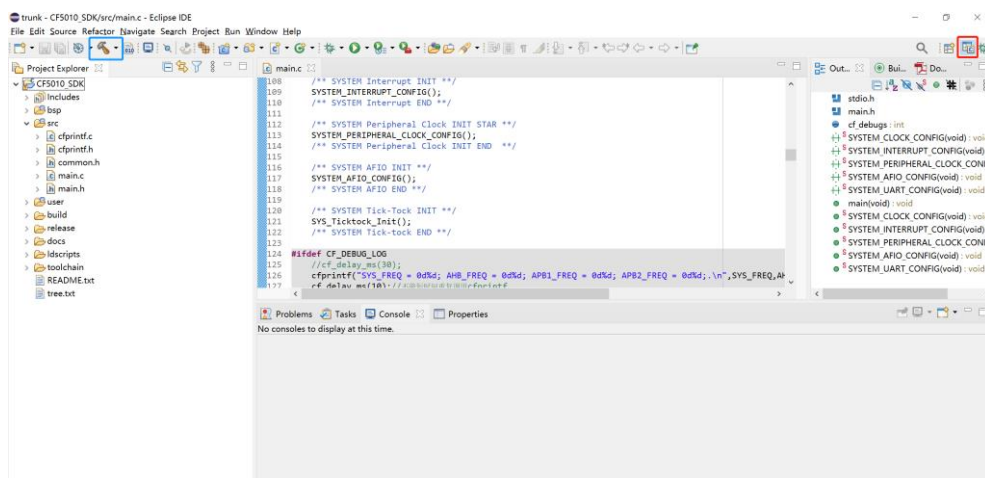 trunk - CF5010_SDK/src/main.c - Eclipse IDE
File Edit Source Refactor Navigate Search Project Run Window Help
Project Explorer
CF5010_SDK
Includes
bsp
src
cfprintf.c
cfprintf.h
common.h
main.c
main.h
user
build
release
docs
ldscripts
toolchain
README.txt
tree.txt
main.c
108 /** SYSTEM Interrupt INIT **/
109 SYSTEM_INTERRUPT_CONFIG();
110 /** SYSTEM Interrupt END **/
111
112 /** SYSTEM Peripheral Clock INIT STAR **/
113 SYSTEM_PERIPHERAL_CLOCK_CONFIG();
114 /** SYSTEM Peripheral Clock INIT END **/
115
116 /** SYSTEM AFIO INIT **/
117 SYSTEM_AFIO_CONFIG();
118 /** SYSTEM AFIO END **/
119
120 /** SYSTEM Tick-Tock INIT **/
121 SYS_Ticktock_Init();
122 /** SYSTEM Tick-tock END **/
123
124 #ifdef CF_DEBUG_LOG
125 //cf_delay_ms(30);
126 cfprintf("SYS_FREQ = 0d%d; AHB_FREQ = 0d%d; APB1_FREQ = 0d%d; APB2_FREQ = 0d%d;.\n",SYS_FREQ,AH
127 cf_delay_ms(10);//
Out... Bui... Do...
stdio.h
main.h
cf_debugs : int
SYSTEM_CLOCK_CONFIG(void) : voi
SYSTEM_INTERRUPT_CONFIG(void)
SYSTEM_PERIPHERAL_CLOCK_CONI
SYSTEM_AFIO_CONFIG(void) : void
SYSTEM_UART_CONFIG(void) : void
main(void) : void
SYSTEM_CLOCK_CONFIG(void) : voi
SYSTEM_INTERRUPT_CONFIG(void)
SYSTEM_PERIPHERAL_CLOCK_CONI
SYSTEM_AFIO_CONFIG(void) : void
SYSTEM_UART_CONFIG(void) : void
Problems Tasks Console Properties
No consoles to display at this time.